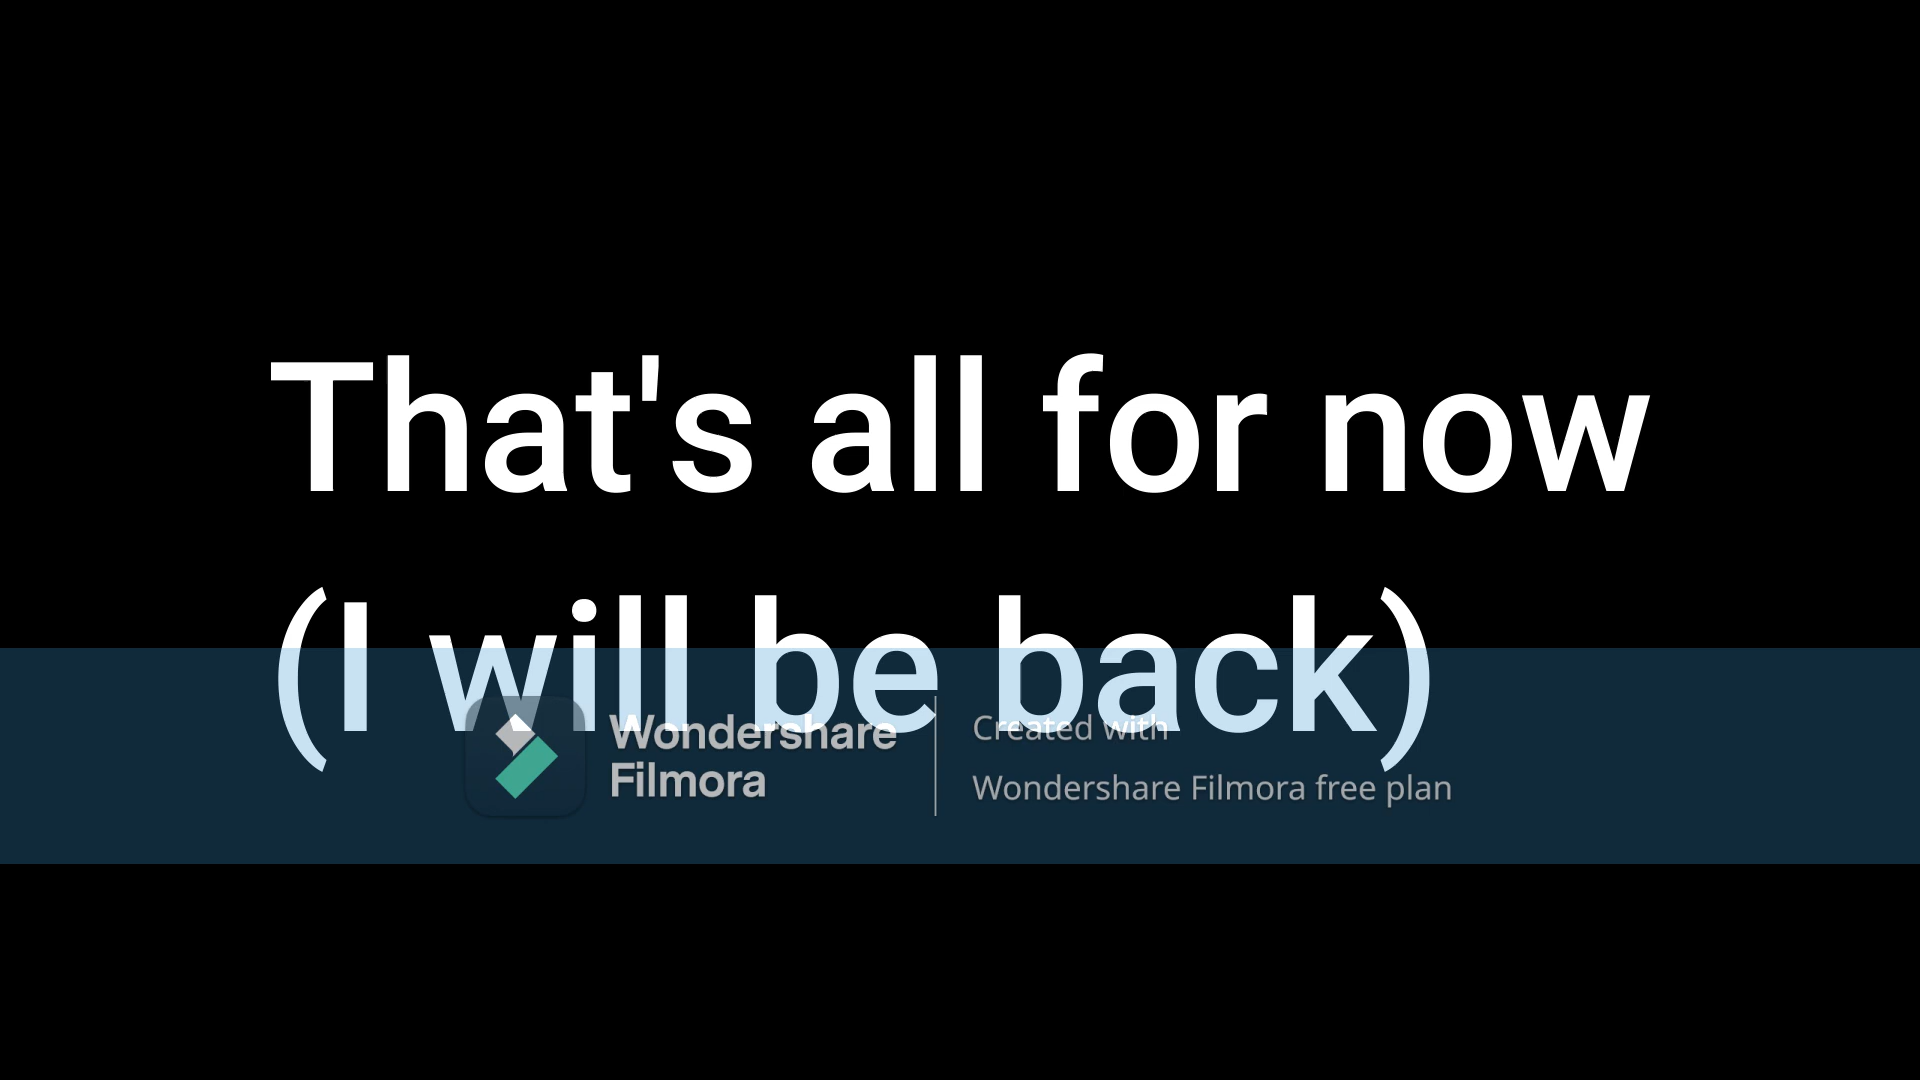 That's all for now
(I will be back)
Wondershare
Filmora
Created with
Wondershare Filmora free plan